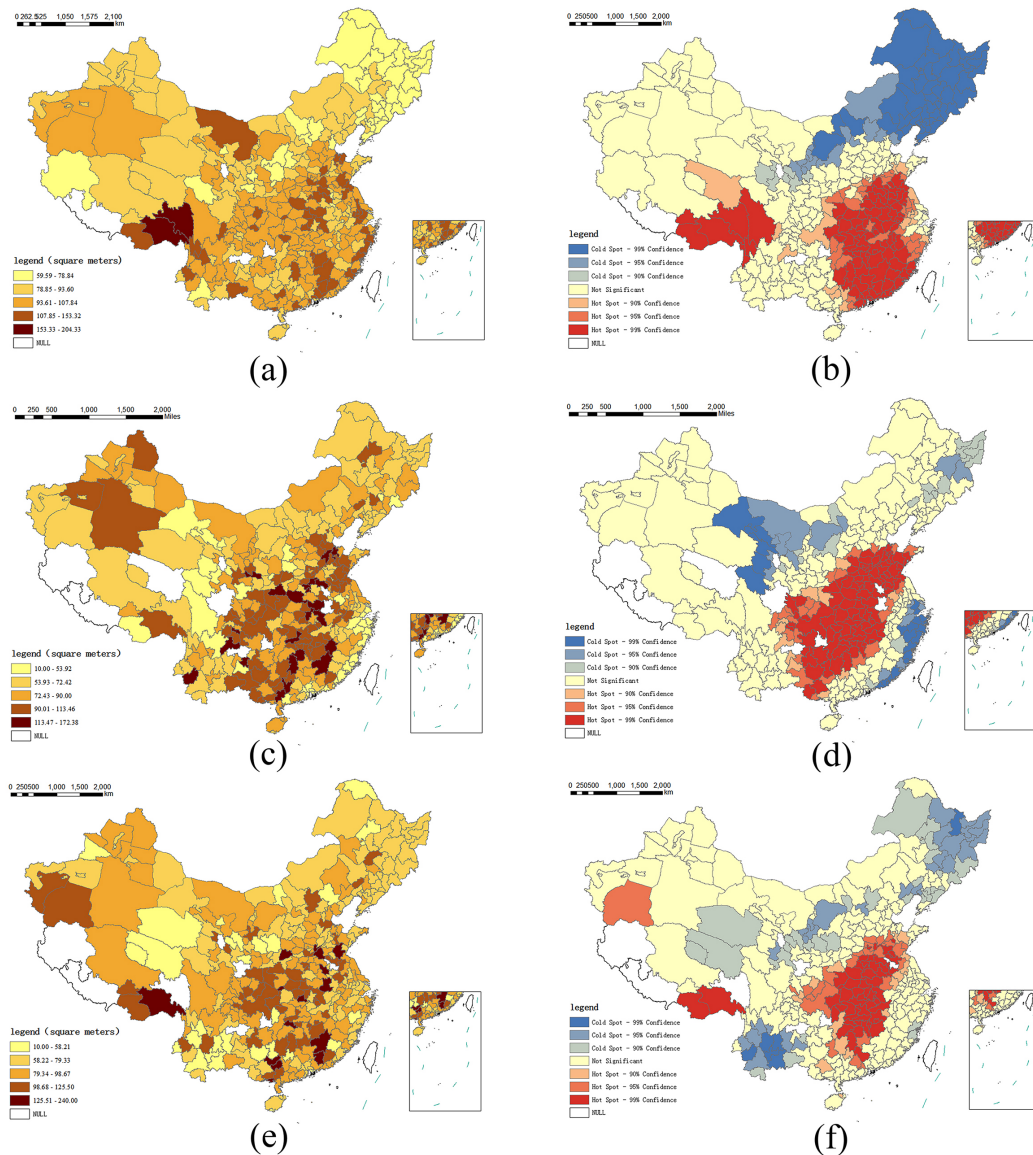 0 262.525 1,050 1,575 2,100
km
legend (square meters)
59.59 - 78.84
78.85 - 93.60
93.61 - 107.84
107.85 - 153.32
153.33 - 204.33
NULL
(a)
0 250500 1,000 1,500 2,000
km
legend
Cold Spot - 99% Confidence
Cold Spot - 95% Confidence
Cold Spot - 90% Confidence
Not Significant
Hot Spot - 90% Confidence
Hot Spot - 95% Confidence
Hot Spot - 99% Confidence
NULL
(b)
0 250 500 1,000 1,500 2,000
Miles
legend (square meters)
10.00 - 53.92
53.93 - 72.42
72.43 - 90.00
90.01 - 113.46
113.47 - 172.38
NULL
(c)
0 250 500 1,000 1,500 2,000
Miles
legend
Cold Spot - 99% Confidence
Cold Spot - 95% Confidence
Cold Spot - 90% Confidence
Not Significant
Hot Spot - 90% Confidence
Hot Spot - 95% Confidence
Hot Spot - 99% Confidence
NULL
(d)
0 250500 1,000 1,500 2,000
km
legend (square meters)
10.00 - 58.21
58.22 - 79.33
79.34 - 98.67
98.68 - 125.50
125.51 - 240.00
NULL
(e)
0 250500 1,000 1,500 2,000
km
legend
Cold Spot - 99% Confidence
Cold Spot - 95% Confidence
Cold Spot - 90% Confidence
Not Significant
Hot Spot - 90% Confidence
Hot Spot - 95% Confidence
Hot Spot - 99% Confidence
NULL
(f)